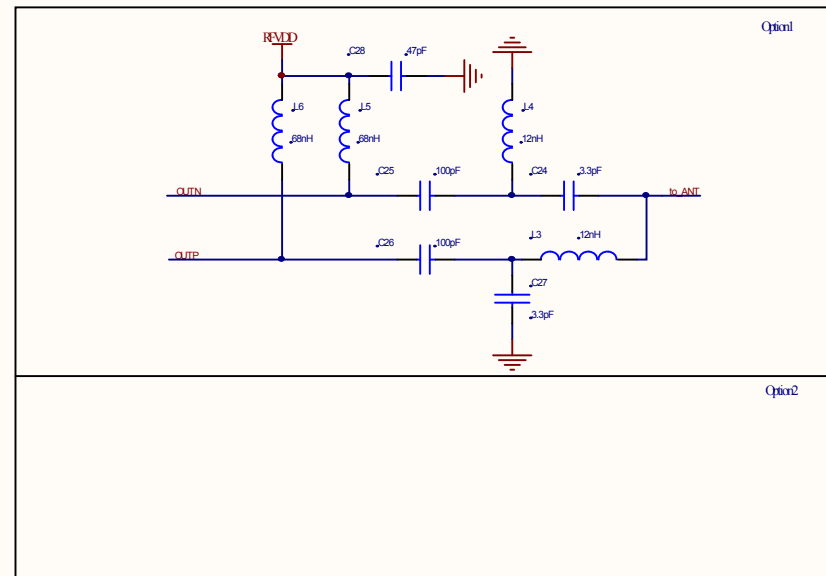 Option1
RFVDD
C28 47pF
L6 L5 L4
68nH 68nH 12nH
C25 100pF C24 3.3pF
OUTN to_ANT
L3 12nH
C26 100pF
OUTP
C27
3.3pF
Option2